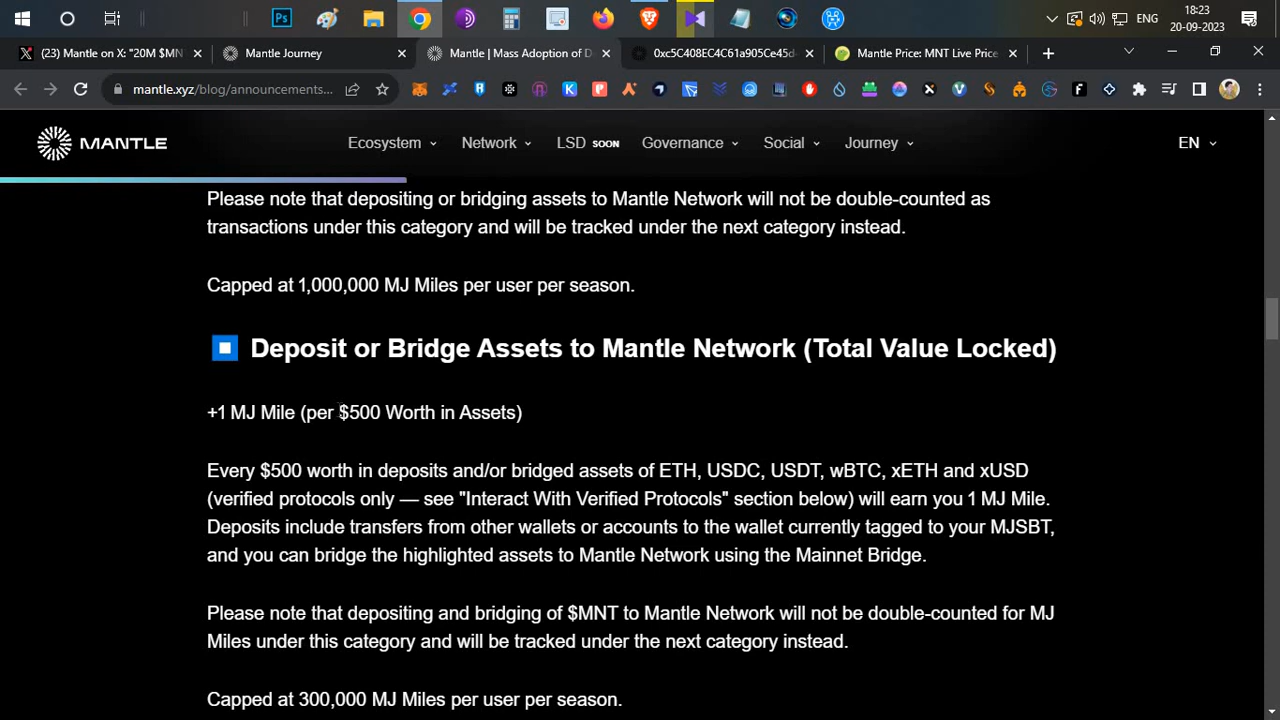 18:23
ENG
20-09-2023
(23) Mantle on X: "20M $MN
Mantle Journey
Mantle | Mass Adoption of D
0xc5C408EC4C61a905Ce45d
Mantle Price: MNT Live Price
mantle.xyz/blog/announcements...
MANTLE
Ecosystem
Network
LSD SOON
Governance
Social
Journey
EN
Please note that depositing or bridging assets to Mantle Network will not be double-counted as
transactions under this category and will be tracked under the next category instead.
Capped at 1,000,000 MJ Miles per user per season.
Deposit or Bridge Assets to Mantle Network (Total Value Locked)
+1 MJ Mile (per $500 Worth in Assets)
Every $500 worth in deposits and/or bridged assets of ETH, USDC, USDT, wBTC, xETH and xUSD
(verified protocols only — see "Interact With Verified Protocols" section below) will earn you 1 MJ Mile.
Deposits include transfers from other wallets or accounts to the wallet currently tagged to your MJSBT,
and you can bridge the highlighted assets to Mantle Network using the Mainnet Bridge.
Please note that depositing and bridging of $MNT to Mantle Network will not be double-counted for MJ
Miles under this category and will be tracked under the next category instead.
Capped at 300,000 MJ Miles per user per season.